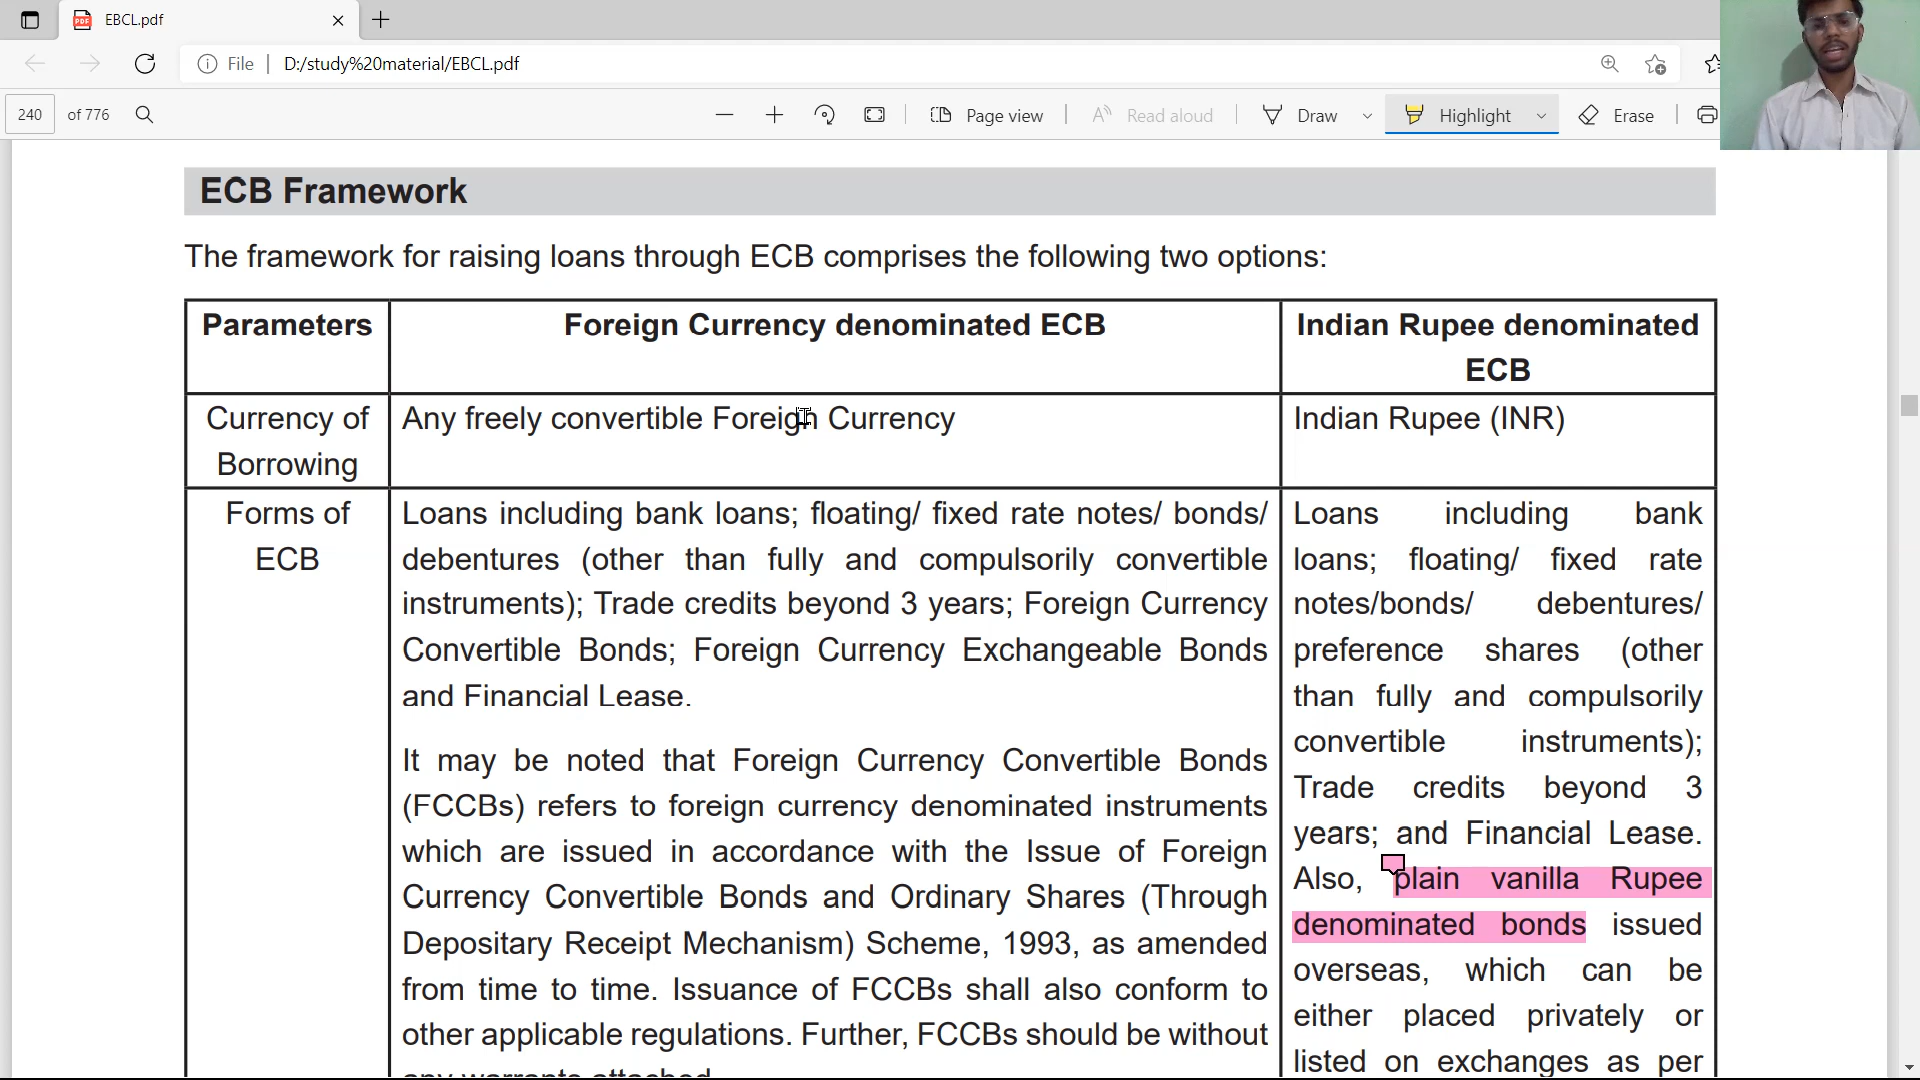 EBCL.pdf
File
D:/study%20material/EBCL.pdf
240 of 776
Page view
Read aloud
Draw
Highlight
Erase
ECB Framework
The framework for raising loans through ECB comprises the following two options:
Parameters
Foreign Currency denominated ECB
Indian Rupee denominated
ECB
Currency of
Borrowing
Any freely convertible Foreign Currency
Indian Rupee (INR)
Forms of
ECB
Loans including bank loans; floating/ fixed rate notes/ bonds/
debentures (other than fully and compulsorily convertible
instruments); Trade credits beyond 3 years; Foreign Currency
Convertible Bonds; Foreign Currency Exchangeable Bonds
and Financial Lease.
It may be noted that Foreign Currency Convertible Bonds
(FCCBs) refers to foreign currency denominated instruments
which are issued in accordance with the Issue of Foreign
Currency Convertible Bonds and Ordinary Shares (Through
Depositary Receipt Mechanism) Scheme, 1993, as amended
from time to time. Issuance of FCCBs shall also conform to
other applicable regulations. Further, FCCBs should be without
any warrants attached.
Loans including bank
loans; floating/ fixed rate
notes/bonds/ debentures/
preference shares (other
than fully and compulsorily
convertible instruments);
Trade credits beyond 3
years; and Financial Lease.
Also, plain vanilla Rupee
denominated bonds issued
overseas, which can be
either placed privately or
listed on exchanges as per